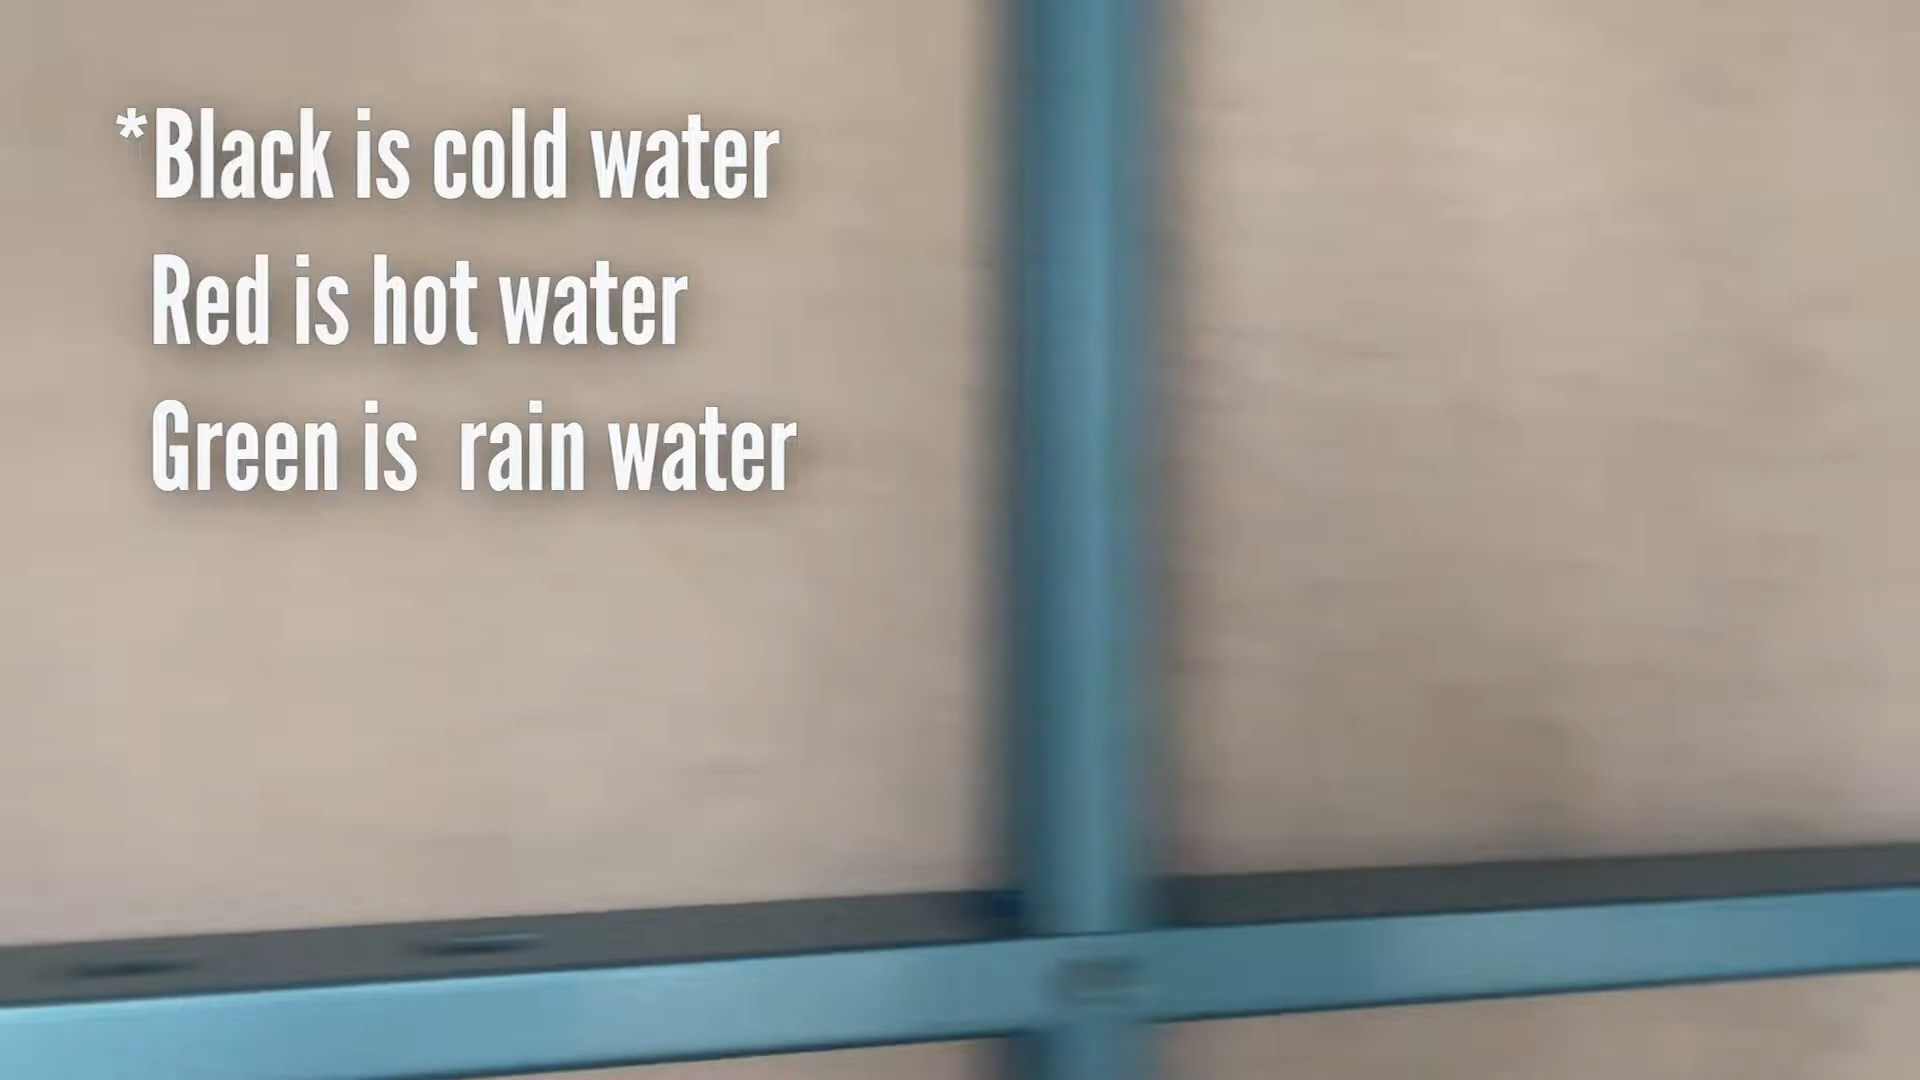 *Black is cold water
Red is hot water
Green is rain water